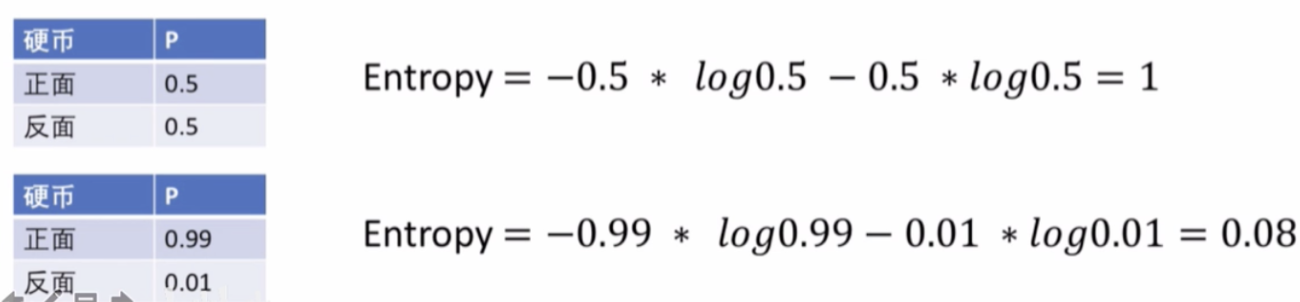 硬币 P
正面 0.5
反面 0.5
Entropy = −0.5 * log0.5 − 0.5 * log0.5 = 1
硬币 P
正面 0.99
反面 0.01
Entropy = −0.99 * log0.99 − 0.01 * log0.01 = 0.08